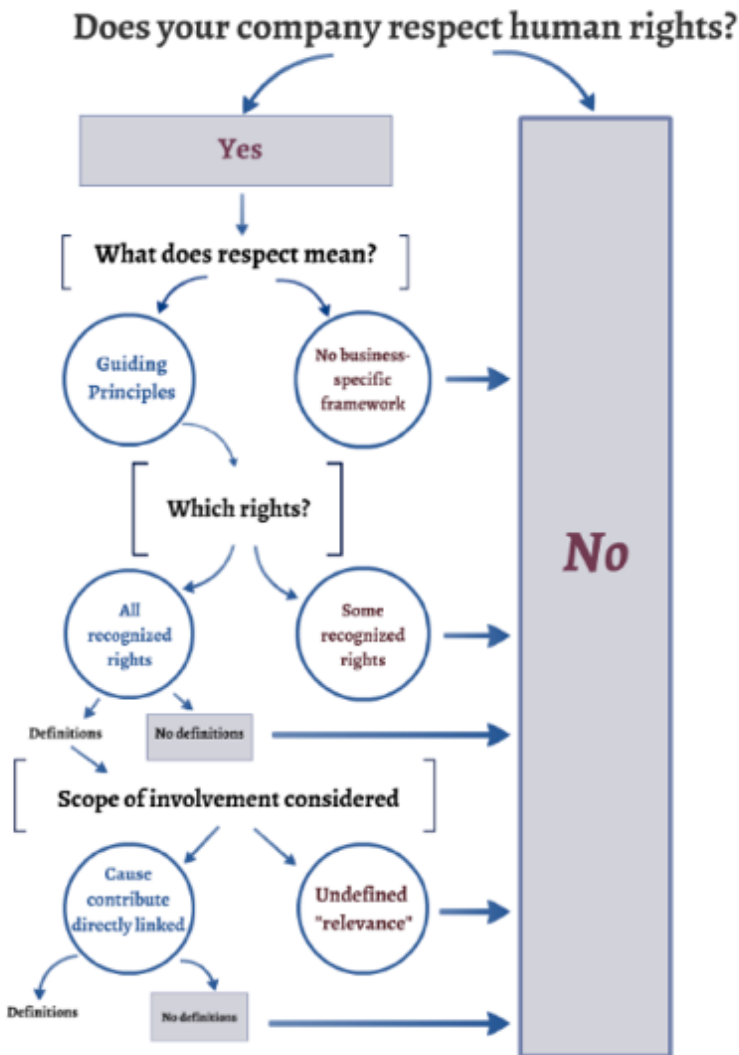 Does your company respect human rights?
Yes
What does respect mean?
Guiding
Principles
No business-
specific
framework
Which rights?
No
All
recognized
rights
Some
recognized
rights
Definitions
No definitions
Scope of involvement considered
Cause
contribute
directly linked
Undefined
"relevance"
Definitions
No definitions